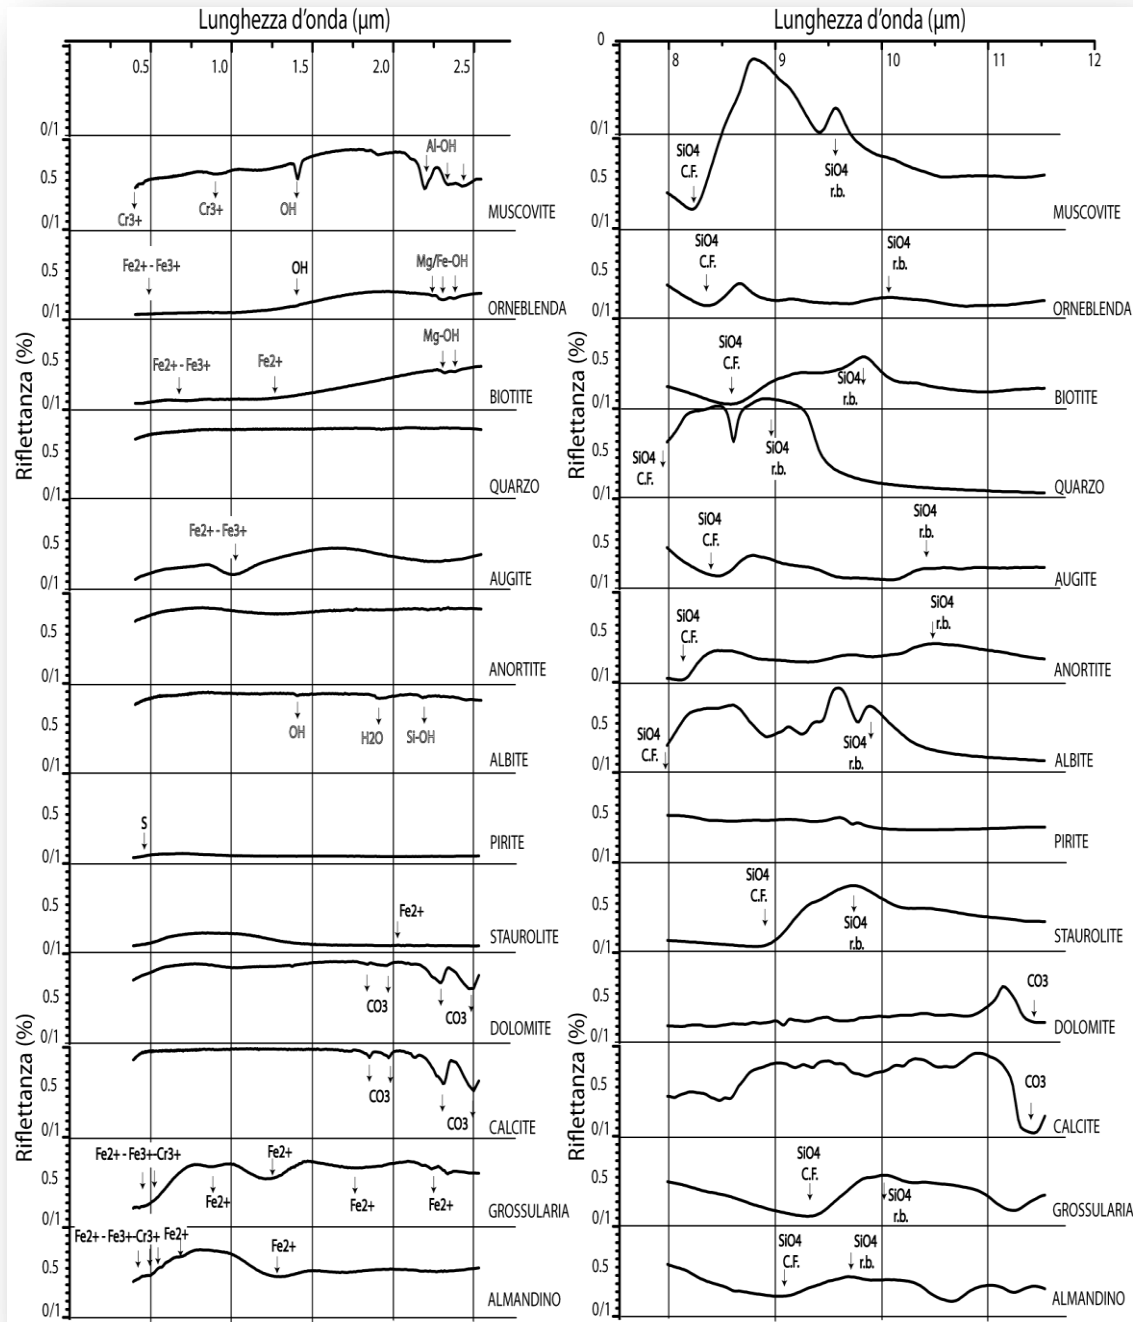 Lunghezza d'onda (μm)
0.5 1.0 1.5 2.0 2.5
0/1
Al-OH
0.5
Cr3+ Cr3+ OH
0/1 MUSCOVITE
Fe2+ - Fe3+ OH Mg/Fe-OH
0.5
0/1 ORNEBLENDA
Mg-OH
0.5 Fe2+ - Fe3+ Fe2+
0/1 BIOTITE
0.5
0/1 QUARZO
Fe2+ - Fe3+
0.5
0/1 AUGITE
0.5
0/1 ANORTITE
0.5 OH H2O Si-OH
0/1 ALBITE
S
0.5
0/1 PIRITE
Fe2+
0.5
0/1 STAUROLITE
0.5 CO3 CO3
0/1 DOLOMITE
0.5 CO3
CO3
0/1 CALCITE
Fe2+ - Fe3+-Cr3+ Fe2+
0.5 Fe2+ Fe2+ Fe2+
0/1 GROSSULARIA
Fe2+ - Fe3+-Cr3+ Fe2+ Fe2+
0.5
0/1 ALMANDINO
Riflettanza (%)
Riflettanza (%)
Lunghezza d'onda (μm)
0 8 9 10 11 12
0/1
SiO4
C.F.
SiO4
r.b.
0.5
0/1 MUSCOVITE
SiO4
C.F.
SiO4
r.b.
0.5
0/1 ORNEBLENDA
SiO4
C.F.
SiO4
r.b.
0.5
0/1 BIOTITE
SiO4
C.F.
SiO4
r.b.
0.5
0/1 QUARZO
SiO4
C.F.
SiO4
r.b.
0.5
0/1 AUGITE
SiO4
C.F.
SiO4
r.b.
0.5
0/1 ANORTITE
SiO4
C.F.
SiO4
r.b.
0.5
0/1 ALBITE
0.5
0/1 PIRITE
SiO4
C.F.
SiO4
r.b.
0.5
0/1 STAUROLITE
CO3
0.5
0/1 DOLOMITE
CO3
0.5
0/1 CALCITE
SiO4
C.F.
SiO4
r.b.
0.5
0/1 GROSSULARIA
SiO4
C.F.
SiO4
r.b.
0.5
0/1 ALMANDINO
Riflettanza (%)
Riflettanza (%)